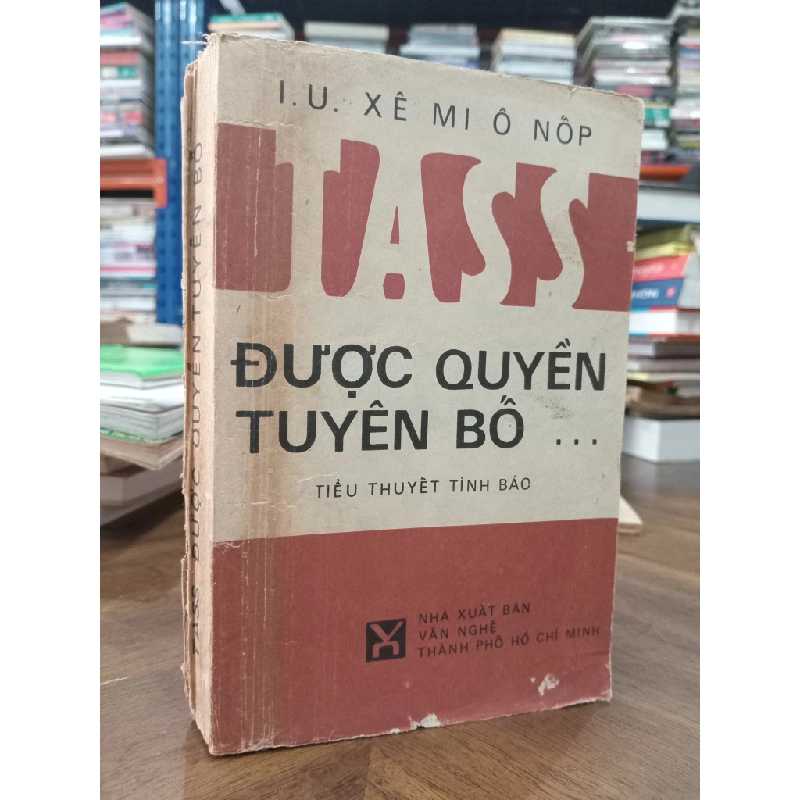 I.U. XÊ MI Ô NỐP
TASS
ĐƯỢC QUYỀN
TUYÊN BỐ ...
TIỂU THUYẾT TÌNH BÁO
NHÀ XUẤT BẢN
VĂN NGHỆ
THÀNH PHỐ HỒ CHÍ MINH
TASS ĐƯỢC QUYỀN TUYÊN BỐ